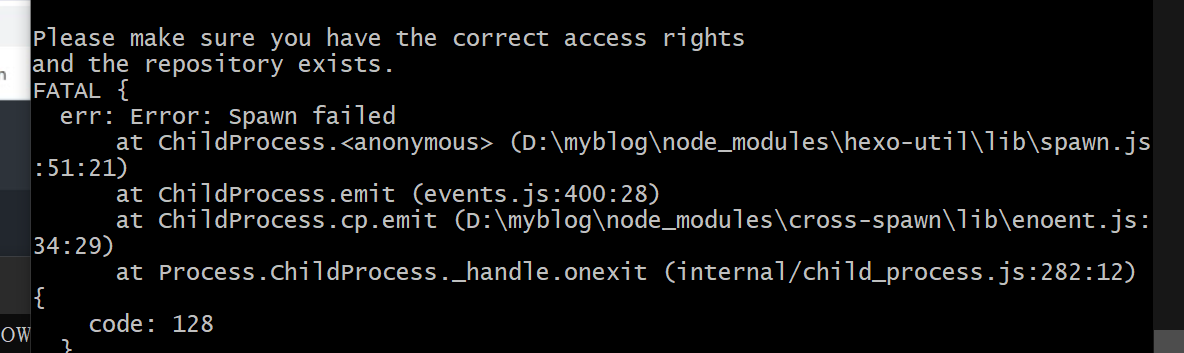 Please make sure you have the correct access rights
and the repository exists.
n
FATAL {
  err: Error: Spawn failed
      at ChildProcess.<anonymous> (D:\myblog\node_modules\hexo-util\lib\spawn.js
:51:21)
      at ChildProcess.emit (events.js:400:28)
      at ChildProcess.cp.emit (D:\myblog\node_modules\cross-spawn\lib\enoent.js:
34:29)
      at Process.ChildProcess._handle.onexit (internal/child_process.js:282:12)
{
    code: 128
OW
  }